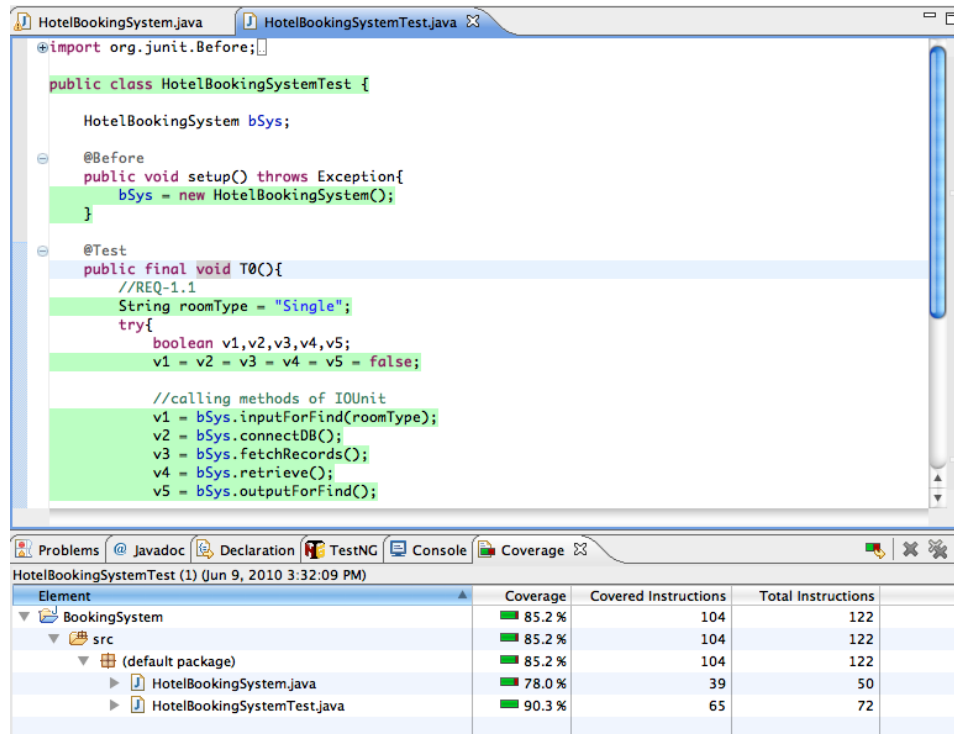 HotelBookingSystem.java HotelBookingSystemTest.java
import org.junit.Before;
public class HotelBookingSystemTest {
HotelBookingSystem bSys;
@Before
public void setup() throws Exception{
bSys = new HotelBookingSystem();
}
@Test
public final void T0(){
//REQ-1.1
String roomType = "Single";
try{
boolean v1,v2,v3,v4,v5;
v1 = v2 = v3 = v4 = v5 = false;
//calling methods of IOUnit
v1 = bSys.inputForFind(roomType);
v2 = bSys.connectDB();
v3 = bSys.fetchRecords();
v4 = bSys.retrieve();
v5 = bSys.outputForFind();
Problems @ Javadoc Declaration TestNG Console Coverage
HotelBookingSystemTest (1) (Jun 9, 2010 3:32:09 PM)
Element Coverage Covered Instructions Total Instructions
BookingSystem 85.2 % 104 122
src 85.2 % 104 122
(default package) 85.2 % 104 122
HotelBookingSystem.java 78.0 % 39 50
HotelBookingSystemTest.java 90.3 % 65 72